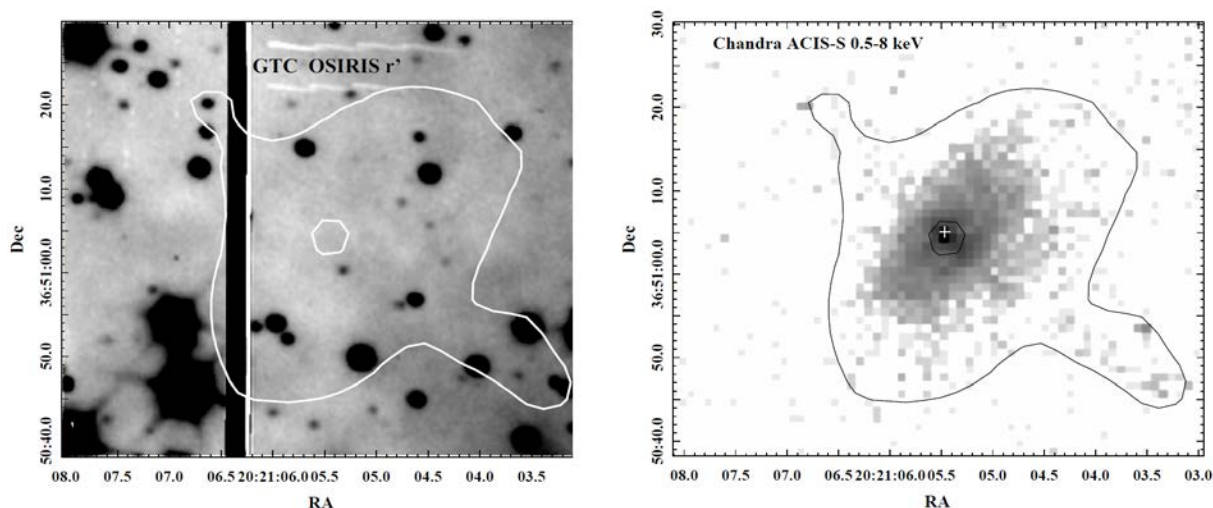 GTC OSIRIS r'
Dec
20.0
10.0
36:51:00.0
50.0
50:40.0
08.0 07.5 07.0 06.5 20:21:06.0 05.5 05.0 04.5 04.0 03.5
RA
Chandra ACIS-S 0.5-8 keV
Dec
30.0
20.0
10.0
36:51:00.0
50.0
50:40.0
08.0 07.5 07.0 06.5 20:21:06.0 05.5 05.0 04.5 04.0 03.5 03.0
RA